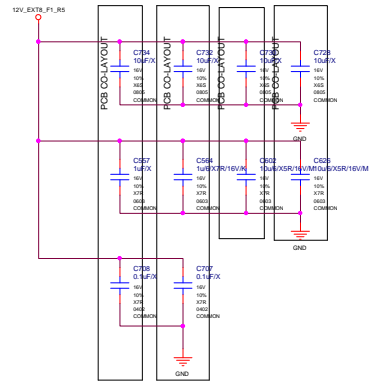 12V_EXT8_F1_R5
PCB CO-LAYOUT
PCB CO-LAYOUT
PCB CO-LAYOUT
PCB CO-LAYOUT
C734
10uF/X
16V
10%
X6S
0805
COMMON
C732
10uF/X
16V
10%
X6S
0805
COMMON
10uF/X
16V
10%
X6S
0805
COMMON
C728
10uF/X
16V
10%
X6S
0805
COMMON
GND
C557
1uF/X
16V
10%
X7R
0603
COMMON
C564
1u/6/X7R/16V/K
16V
10%
X7R
0603
COMMON
C602
10u/6/X5R/16V/M
16V
10%
X7R
0603
COMMON
C626
10u/6/X5R/16V/M
16V
10%
X7R
0603
COMMON
GND
C708
0.1uF/X
16V
10%
X7R
0402
COMMON
C707
0.1uF/X
16V
10%
X7R
0402
COMMON
GND